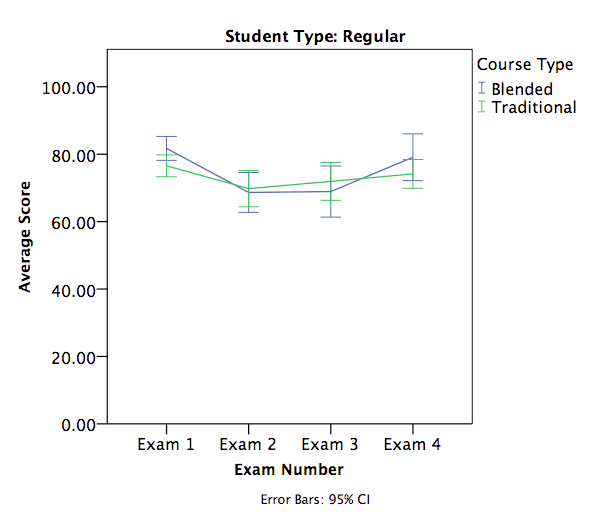 Student Type: Regular
Course Type
Blended
Traditional
100.00
80.00
60.00
40.00
20.00
0.00
Average Score
Exam 1 Exam 2 Exam 3 Exam 4
Exam Number
Error Bars: 95% CI